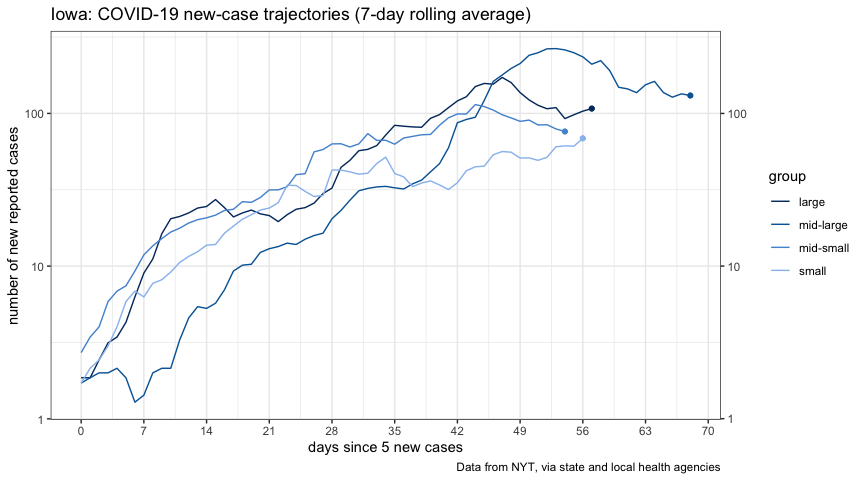 Iowa: COVID-19 new-case trajectories (7-day rolling average)
number of new reported cases
100
10
1
100
10
1
0 7 14 21 28 35 42 49 56 63 70
days since 5 new cases
group
large
mid-large
mid-small
small
Data from NYT, via state and local health agencies